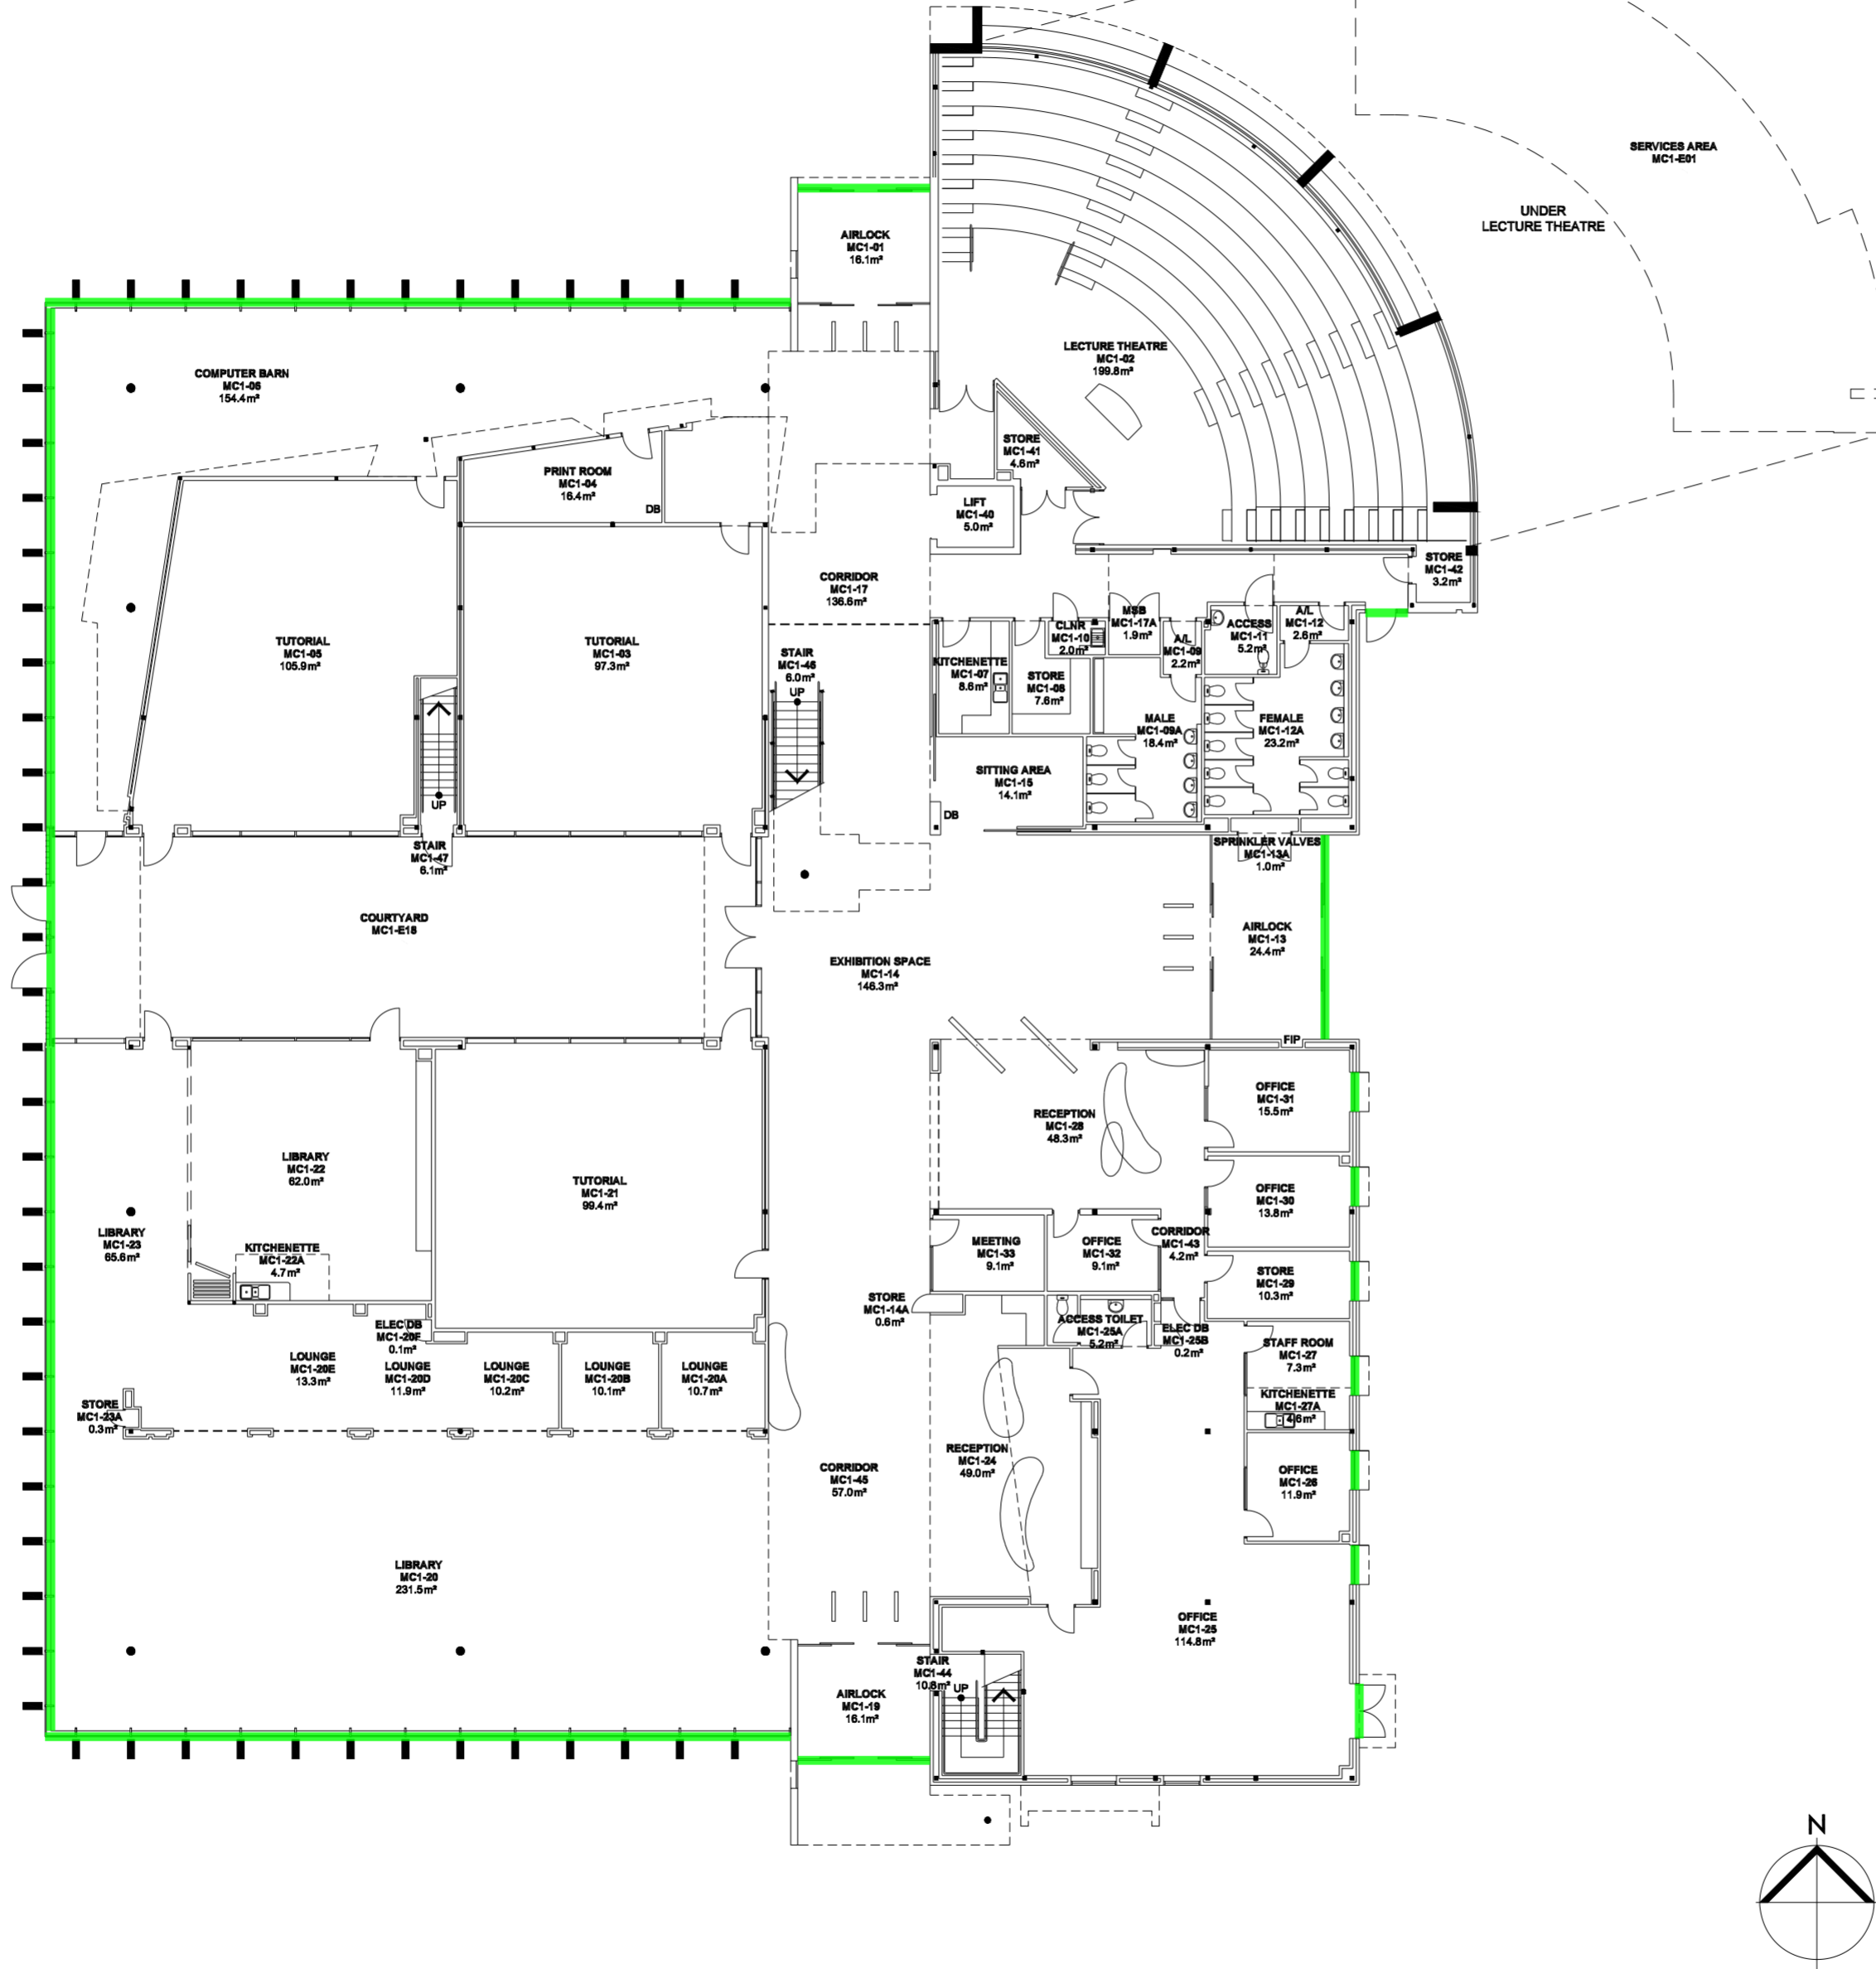 SERVICES AREA
MC1-E01
UNDER
LECTURE THEATRE
AIRLOCK
MC1-01
16.1m²
LECTURE THEATRE
MC1-02
199.8m²
COMPUTER BARN
MC1-06
154.4m²
STORE
MC1-41
4.6m²
PRINT ROOM
MC1-04
16.4m²
DB
LIFT
MC1-40
5.0m²
STORE
MC1-42
3.2m²
CORRIDOR
MC1-17
136.6m²
TUTORIAL
MC1-05
105.9m²
TUTORIAL
MC1-03
97.3m²
STAIR
MC1-46
6.0m²
UP
CLNR
MC1-10
2.0m²
MSB
MC1-17A
1.9m²
A/L
MC1-09
2.2m²
ACCESS
MC1-11
5.2m²
A/L
MC1-12
2.6m²
KITCHENETTE
MC1-07
8.6m²
STORE
MC1-08
7.6m²
MALE
MC1-09A
18.4m²
FEMALE
MC1-12A
23.2m²
SITTING AREA
MC1-15
14.1m²
DB
UP
STAIR
MC1-47
6.1m²
SPRINKLER VALVES
MC1-13A
1.0m²
COURTYARD
MC1-E18
AIRLOCK
MC1-13
24.4m²
EXHIBITION SPACE
MC1-14
146.3m²
FIP
OFFICE
MC1-31
15.5m²
RECEPTION
MC1-28
48.3m²
LIBRARY
MC1-22
62.0m²
TUTORIAL
MC1-21
99.4m²
OFFICE
MC1-30
13.8m²
LIBRARY
MC1-23
65.6m²
KITCHENETTE
MC1-22A
4.7m²
MEETING
MC1-33
9.1m²
OFFICE
MC1-32
9.1m²
CORRIDOR
MC1-43
4.2m²
STORE
MC1-29
10.3m²
STORE
MC1-14A
0.6m²
ELEC DB
MC1-20F
0.1m²
ACCESS TOILET
MC1-25A
5.2m²
ELEC DB
MC1-25B
0.2m²
STAFF ROOM
MC1-27
7.3m²
LOUNGE
MC1-20E
13.3m²
LOUNGE
MC1-20D
11.9m²
LOUNGE
MC1-20C
10.2m²
LOUNGE
MC1-20B
10.1m²
LOUNGE
MC1-20A
10.7m²
KITCHENETTE
MC1-27A
4.6m²
STORE
MC1-23A
0.3m²
RECEPTION
MC1-24
49.0m²
CORRIDOR
MC1-45
57.0m²
OFFICE
MC1-26
11.9m²
LIBRARY
MC1-20
231.5m²
OFFICE
MC1-25
114.8m²
STAIR
MC1-44
10.8m²
UP
AIRLOCK
MC1-19
16.1m²
N